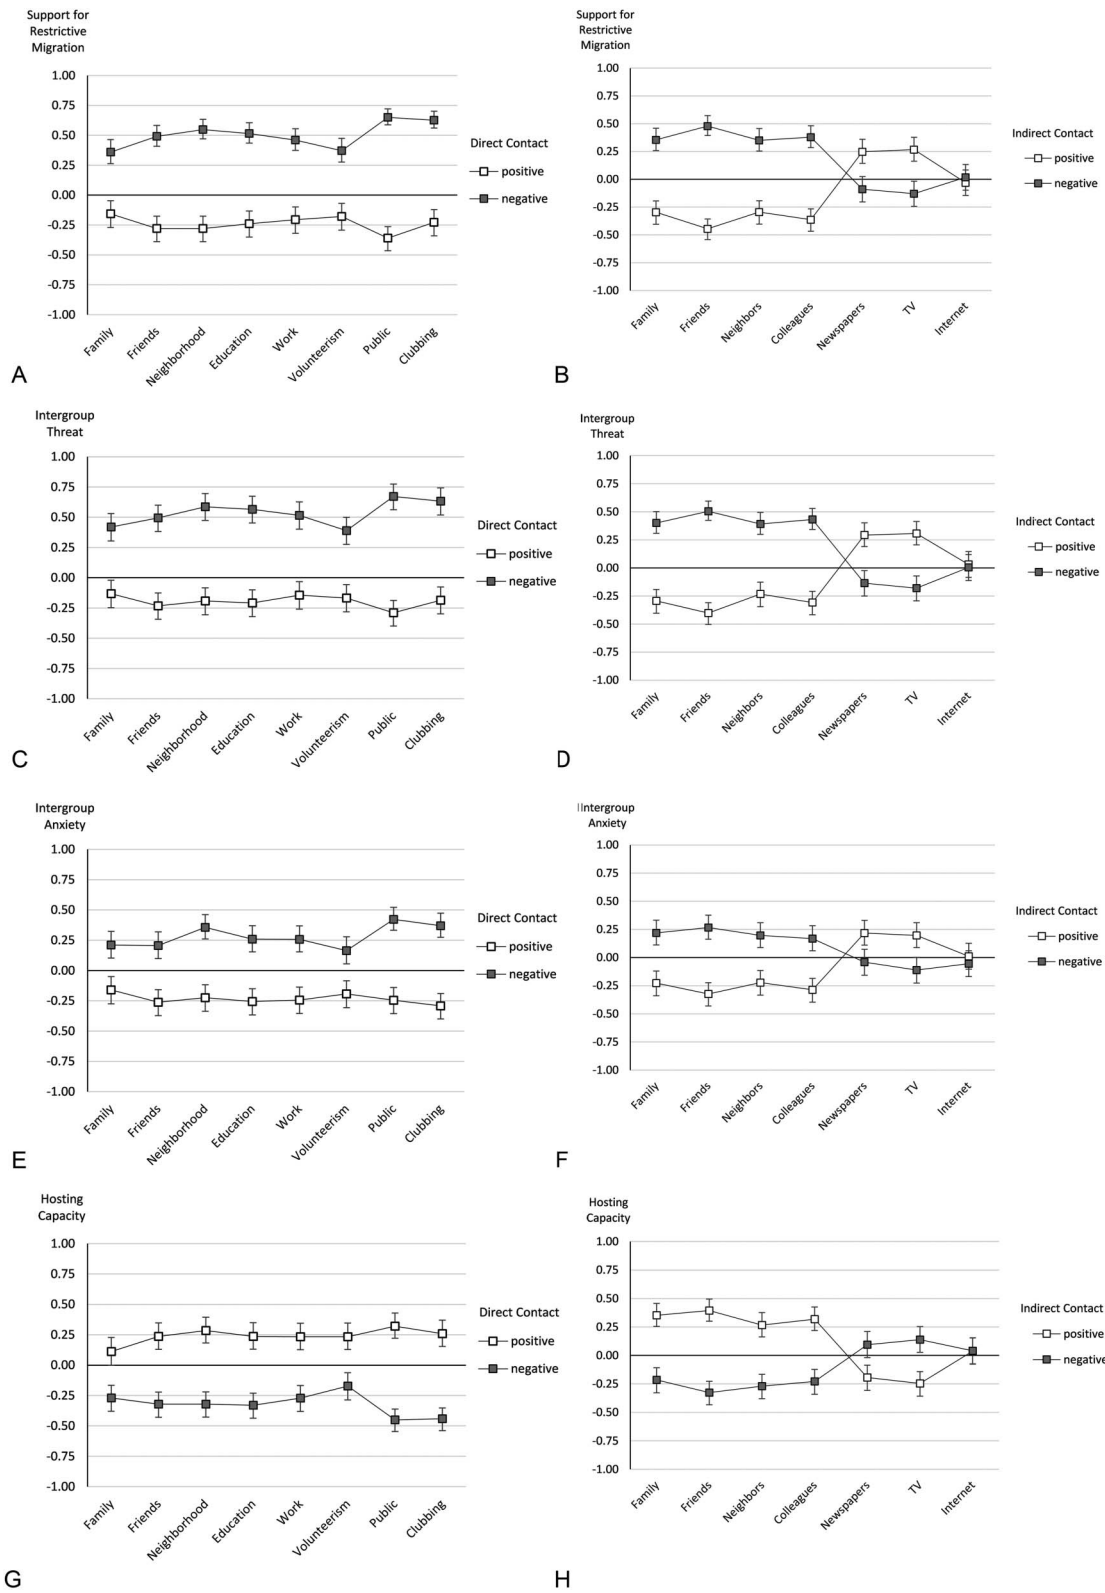 Support for
Restrictive
Migration
1.00
0.75
0.50
0.25
0.00
-0.25
-0.50
-0.75
-1.00
Family
Friends
Neighborhood
Education
Work
Volunteerism
Public
Clubbing
Direct Contact
positive
negative
A
Support for
Restrictive
Migration
1.00
0.75
0.50
0.25
0.00
-0.25
-0.50
-0.75
-1.00
Family
Friends
Neighbors
Colleagues
Newspapers
TV
Internet
Indirect Contact
positive
negative
B
Intergroup
Threat
1.00
0.75
0.50
0.25
0.00
-0.25
-0.50
-0.75
-1.00
Family
Friends
Neighborhood
Education
Work
Volunteerism
Public
Clubbing
Direct Contact
positive
negative
C
Intergroup
Threat
1.00
0.75
0.50
0.25
0.00
-0.25
-0.50
-0.75
-1.00
Family
Friends
Neighbors
Colleagues
Newspapers
TV
Internet
Indirect Contact
positive
negative
D
Intergroup
Anxiety
1.00
0.75
0.50
0.25
0.00
-0.25
-0.50
-0.75
-1.00
Family
Friends
Neighborhood
Education
Work
Volunteerism
Public
Clubbing
Direct Contact
positive
negative
E
IIntergroup
Anxiety
1.00
0.75
0.50
0.25
0.00
-0.25
-0.50
-0.75
-1.00
Family
Friends
Neighbors
Colleagues
Newspapers
TV
Internet
Indirect Contact
positive
negative
F
Hosting
Capacity
1.00
0.75
0.50
0.25
0.00
-0.25
-0.50
-0.75
-1.00
Family
Friends
Neighborhood
Education
Work
Volunteerism
Public
Clubbing
Direct Contact
positive
negative
G
Hosting
Capacity
1.00
0.75
0.50
0.25
0.00
-0.25
-0.50
-0.75
-1.00
Family
Friends
Neighbors
Colleagues
Newspapers
TV
Internet
Indirect Contact
positive
negative
H